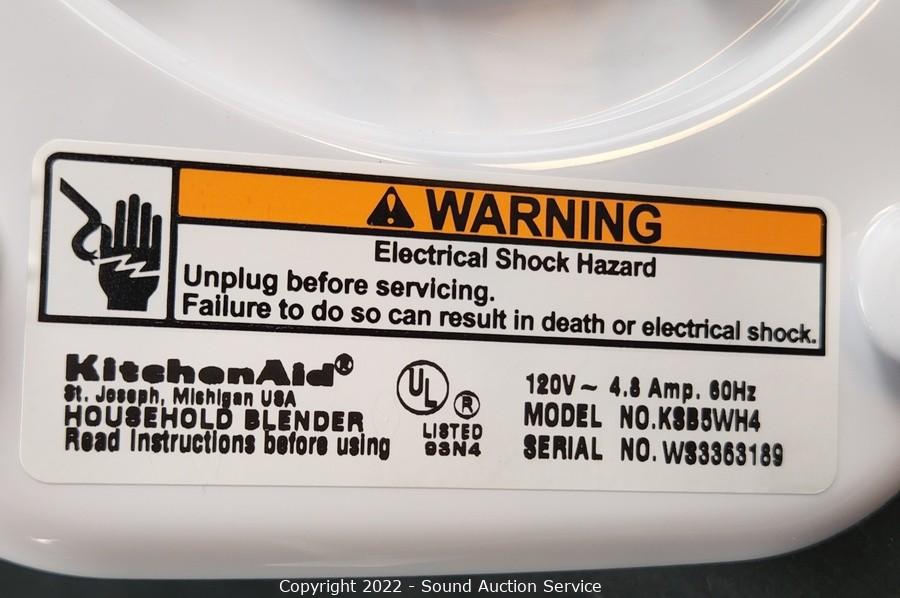 WARNING
Electrical Shock Hazard
Unplug before servicing.
Failure to do so can result in death or electrical shock.
KitchenAid®
St. Joseph, Michigan USA
HOUSEHOLD BLENDER
Read Instructions before using
UL ®
LISTED
93N4
120V ~ 4.8 Amp. 60Hz
MODEL NO.KSB5WH4
SERIAL NO. WS3363189
Copyright 2022 - Sound Auction Service